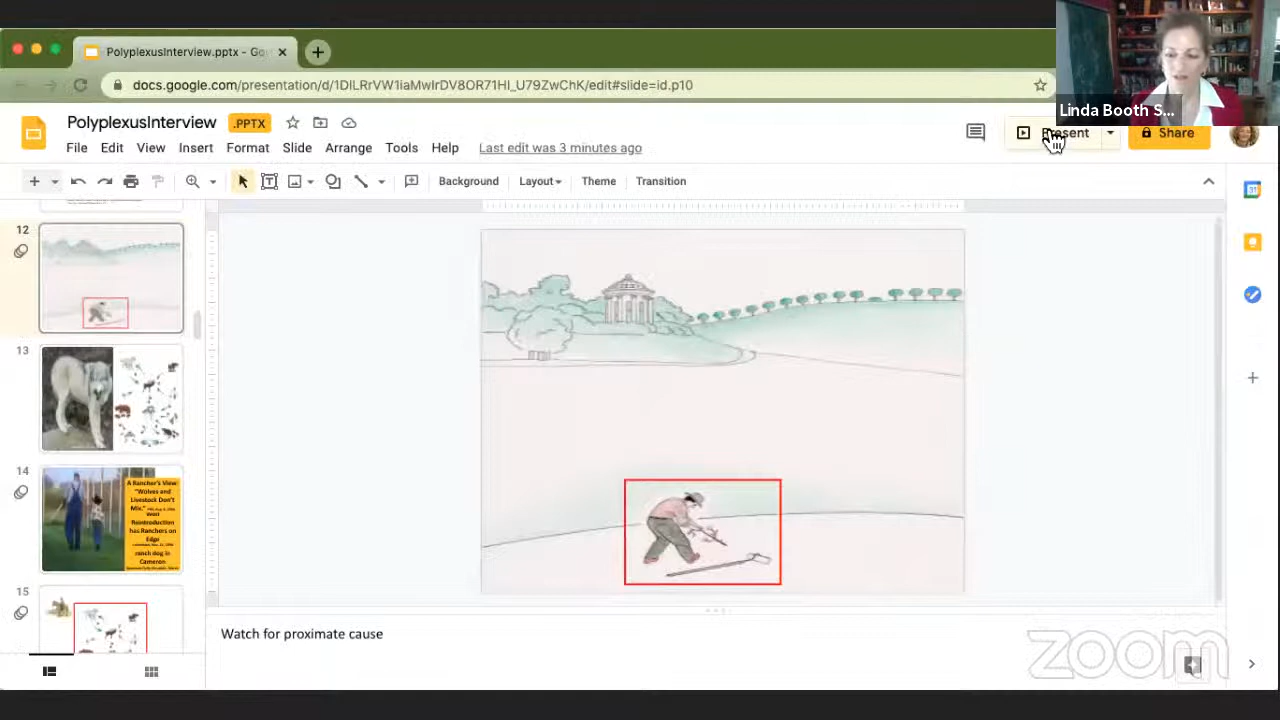 PolyplexusInterview.pptx - Go
docs.google.com/presentation/d/1DlLRrVW1iaMwIrDV8OR71HI_U79ZwChK/edit#slide=id.p10
Linda Booth S...
PolyplexusInterview .PPTX
Present
Share
File Edit View Insert Format Arrange Slide Tools Help Last edit was 3 minutes ago
Background Layout Theme Transition
12
13
14
A Rancher's View:
"Wolves and
Livestock Don't
Mix."
Reintroduction
has Ranchers on
Edge
ranch dog in
Cameron
15
Watch for proximate cause
zoom